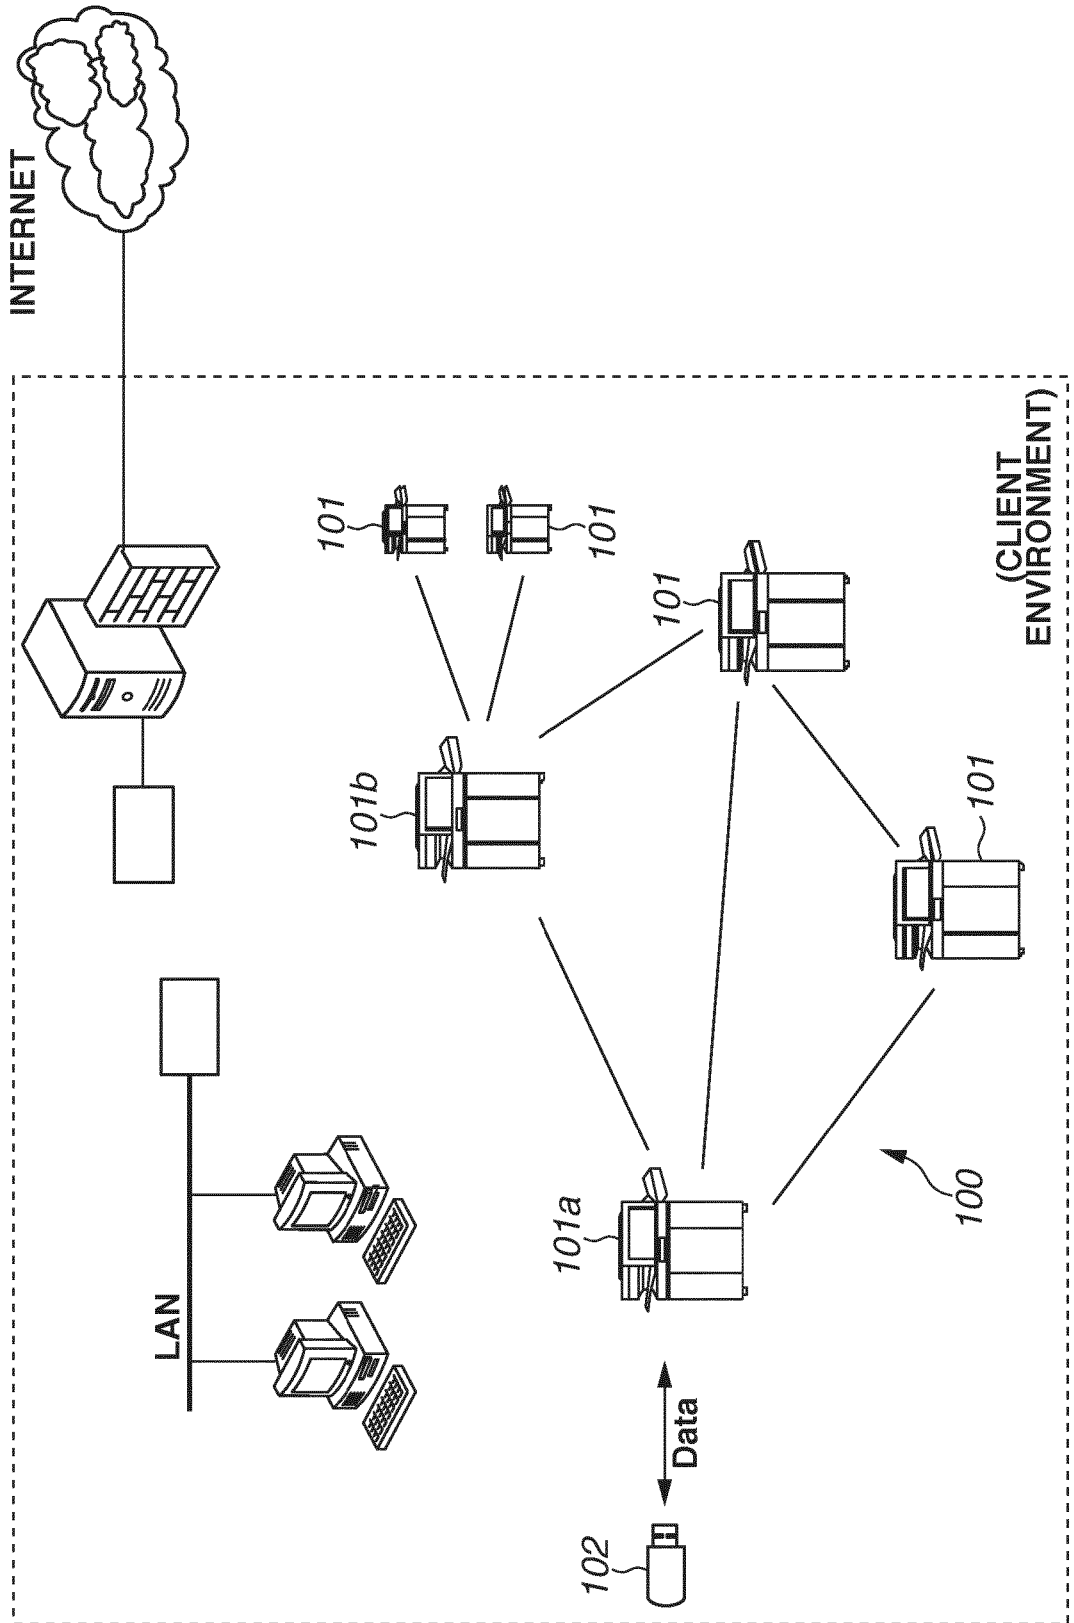 INTERNET
LAN
101
101
101b
101
101
101a
102
Data
100
(CLIENT
ENVIRONMENT)